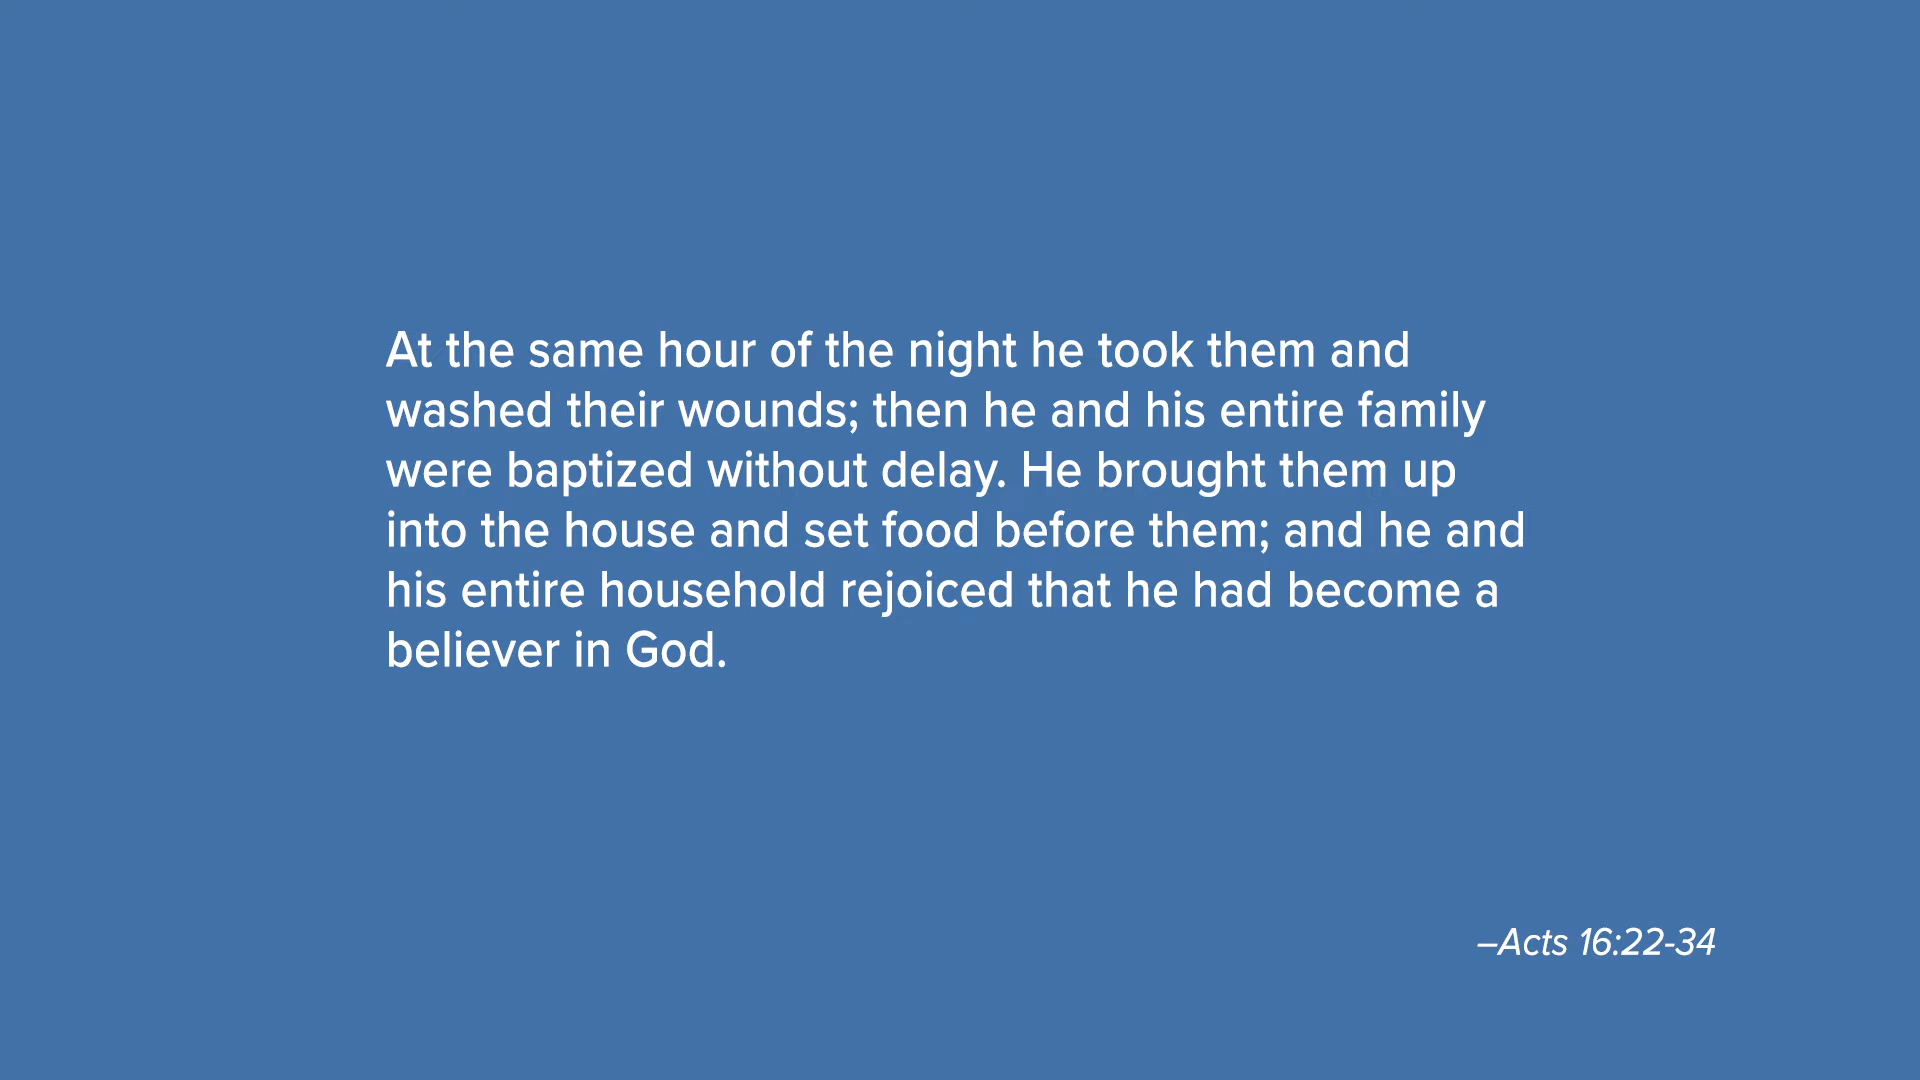 At the same hour of the night he took them and
washed their wounds; then he and his entire family
were baptized without delay. He brought them up
into the house and set food before them; and he and
his entire household rejoiced that he had become a
believer in God.
–Acts 16:22-34